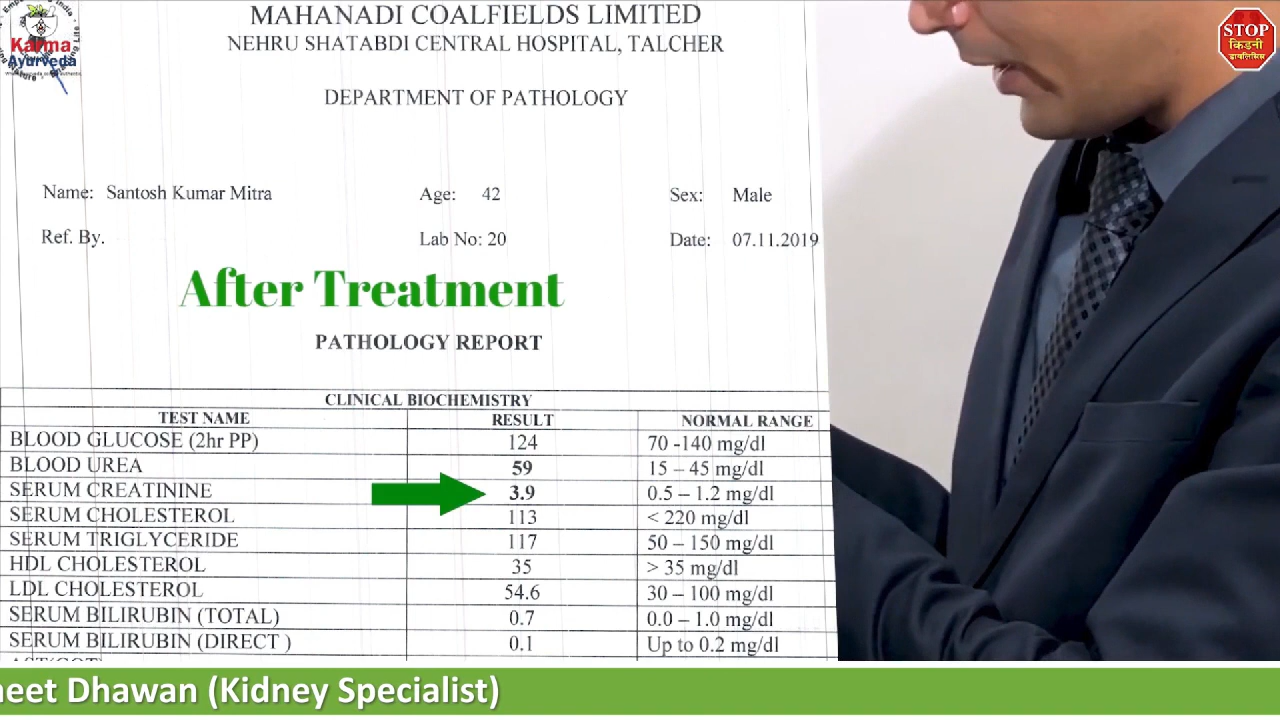 Karma
Ayurveda
STOP
किडनी
डायलिसिस
MAHANADI COALFIELDS LIMITED
NEHRU SHATABDI CENTRAL HOSPITAL, TALCHER
DEPARTMENT OF PATHOLOGY
Name: Santosh Kumar Mitra Age: 42 Sex: Male
Ref. By. Lab No: 20 Date: 07.11.2019
After Treatment
PATHOLOGY REPORT
CLINICAL BIOCHEMISTRY
TEST NAME RESULT NORMAL RANGE
BLOOD GLUCOSE (2hr PP) 124 70 -140 mg/dl
BLOOD UREA 59 15 – 45 mg/dl
SERUM CREATININE 3.9 0.5 – 1.2 mg/dl
SERUM CHOLESTEROL 113 < 220 mg/dl
SERUM TRIGLYCERIDE 117 50 – 150 mg/dl
HDL CHOLESTEROL 35 > 35 mg/dl
LDL CHOLESTEROL 54.6 30 – 100 mg/dl
SERUM BILIRUBIN (TOTAL) 0.7 0.0 – 1.0 mg/dl
SERUM BILIRUBIN (DIRECT ) 0.1 Up to 0.2 mg/dl
neet Dhawan (Kidney Specialist)